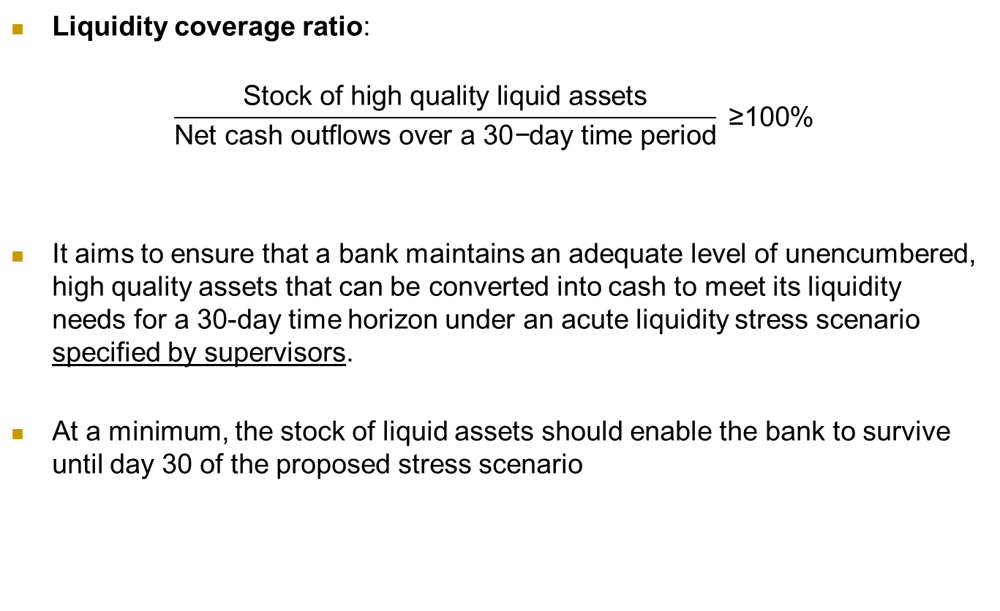 Liquidity coverage ratio:
Stock of high quality liquid assets
Net cash outflows over a 30−day time period
≥100%
It aims to ensure that a bank maintains an adequate level of unencumbered,
high quality assets that can be converted into cash to meet its liquidity
needs for a 30-day time horizon under an acute liquidity stress scenario
specified by supervisors.
At a minimum, the stock of liquid assets should enable the bank to survive
until day 30 of the proposed stress scenario